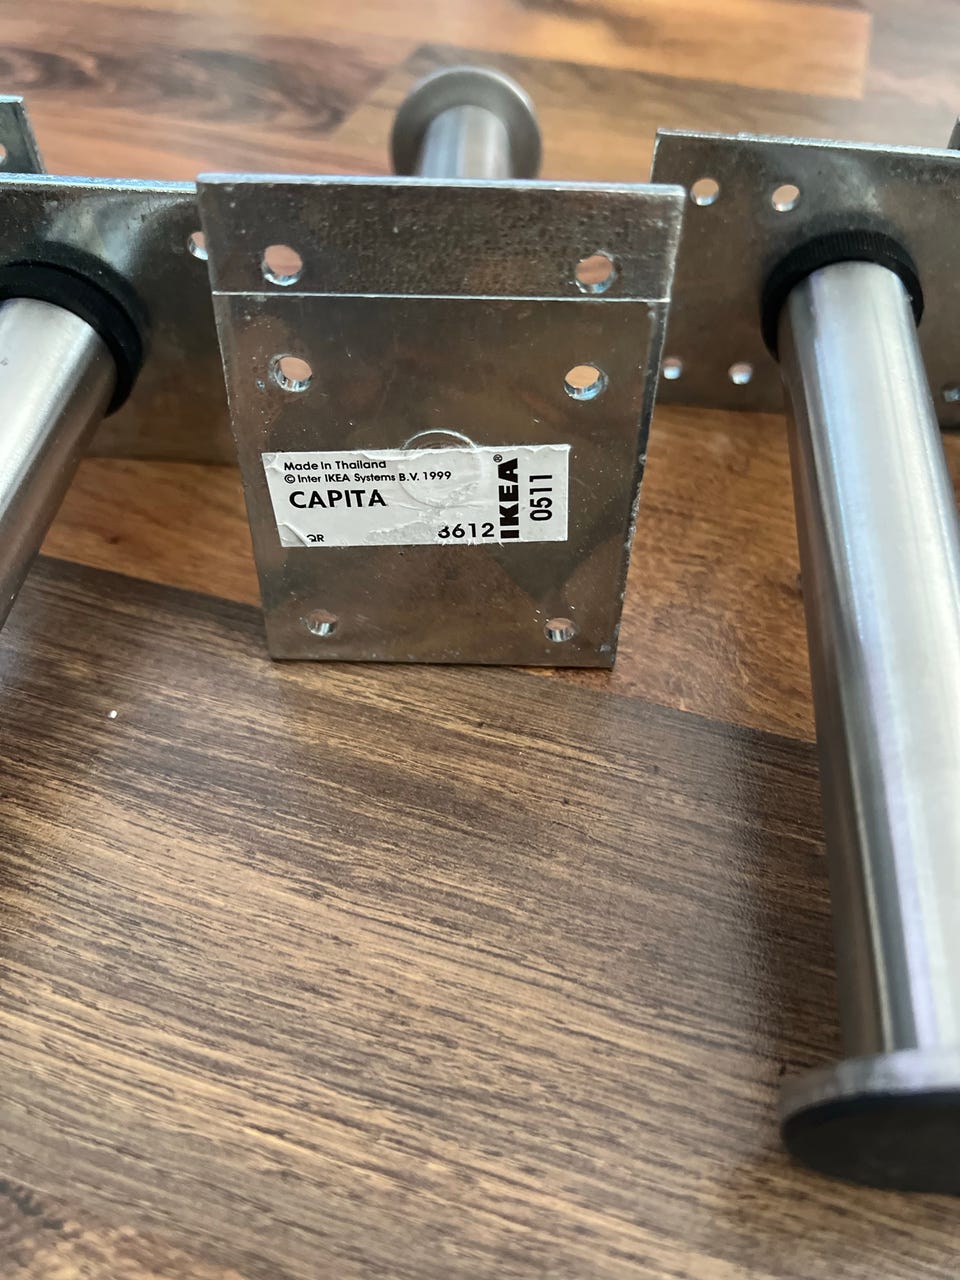 Made In Thailand
© Inter IKEA Systems B.V. 1999
CAPITA
3612
IKEA®
0511